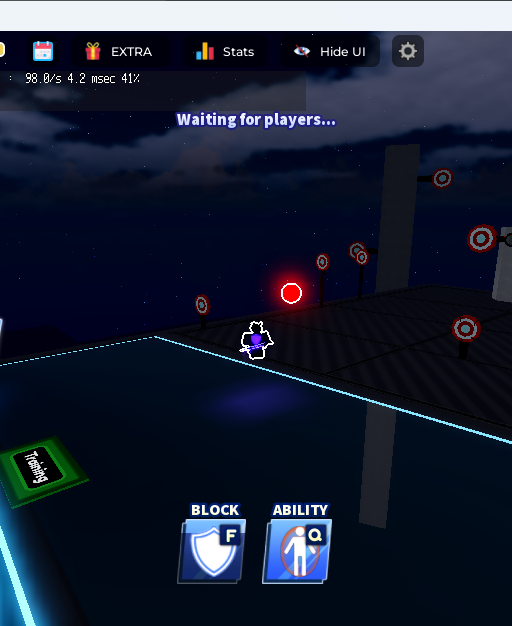 EXTRA
Stats
Hide UI
: 98.0/s 4.2 msec 41%
Waiting for players...
Training
BLOCK
ABILITY
F
Q